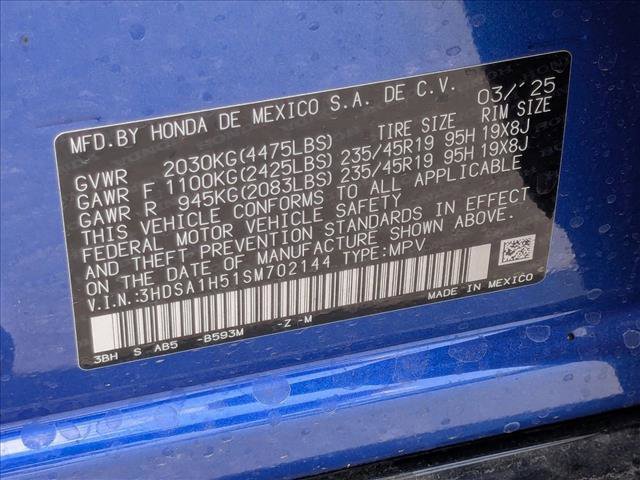 MFD.BY HONDA DE MEXICO S.A. DE C.V. 03/'25
GVWR 2030KG(4475LBS) TIRE SIZE RIM SIZE
GAWR F 1100KG(2425LBS) 235/45R19 95H 19X8J
GAWR R 945KG(2083LBS) 235/45R19 95H 19X8J
THIS VEHICLE CONFORMS TO ALL APPLICABLE
FEDERAL MOTOR VEHICLE SAFETY
AND THEFT PREVENTION STANDARDS IN EFFECT
ON THE DATE OF MANUFACTURE SHOWN ABOVE.
V.I.N.:3HDSA1H51SM702144 TYPE:MPV
3BH S AB5 -B593M -Z -M MADE IN MEXICO